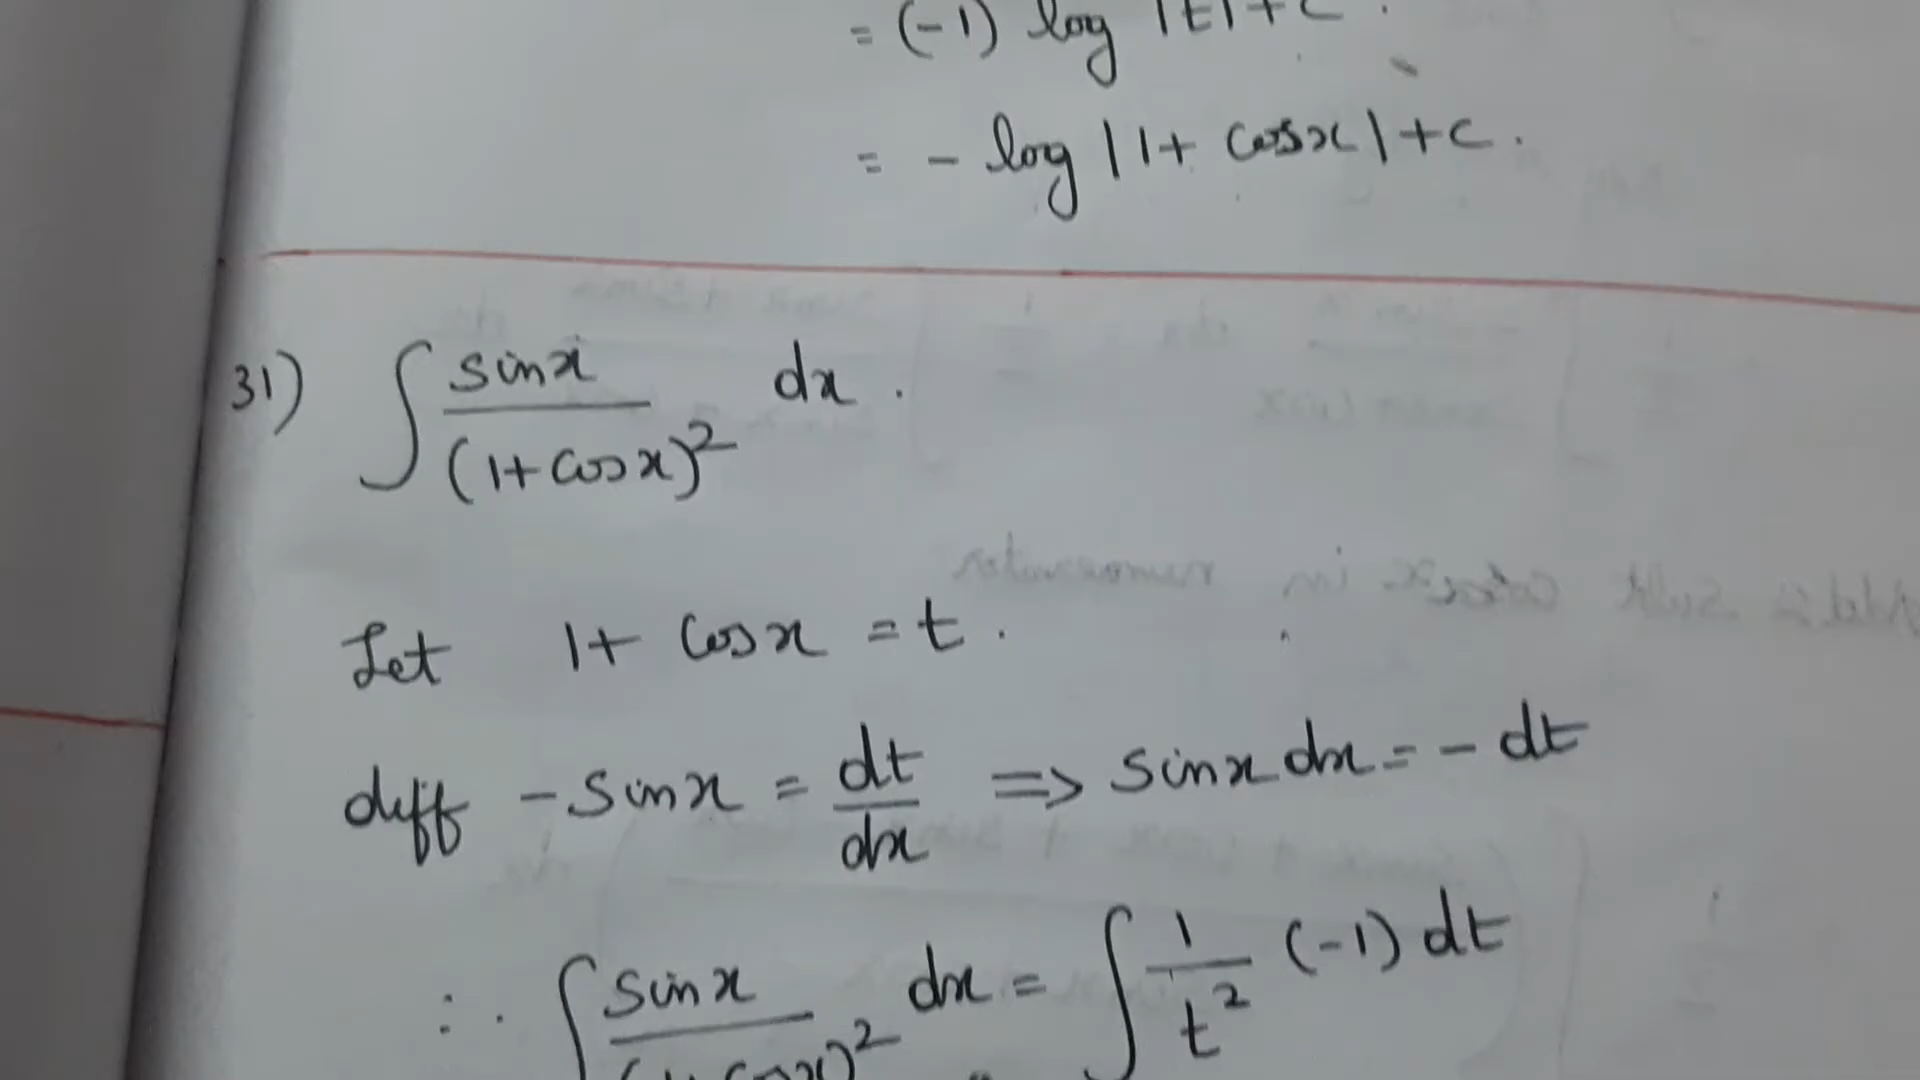 = (-1) log |t| + c .
= - log |1 + cosx| + c .
31) ∫ sinx / (1+cosx)² dx .
Let 1 + cosx = t .
diff - sinx = dt/dx => sinx dx = - dt
∴ ∫ sinx / (1+cosx)² dx = ∫ 1/t² (-1) dt